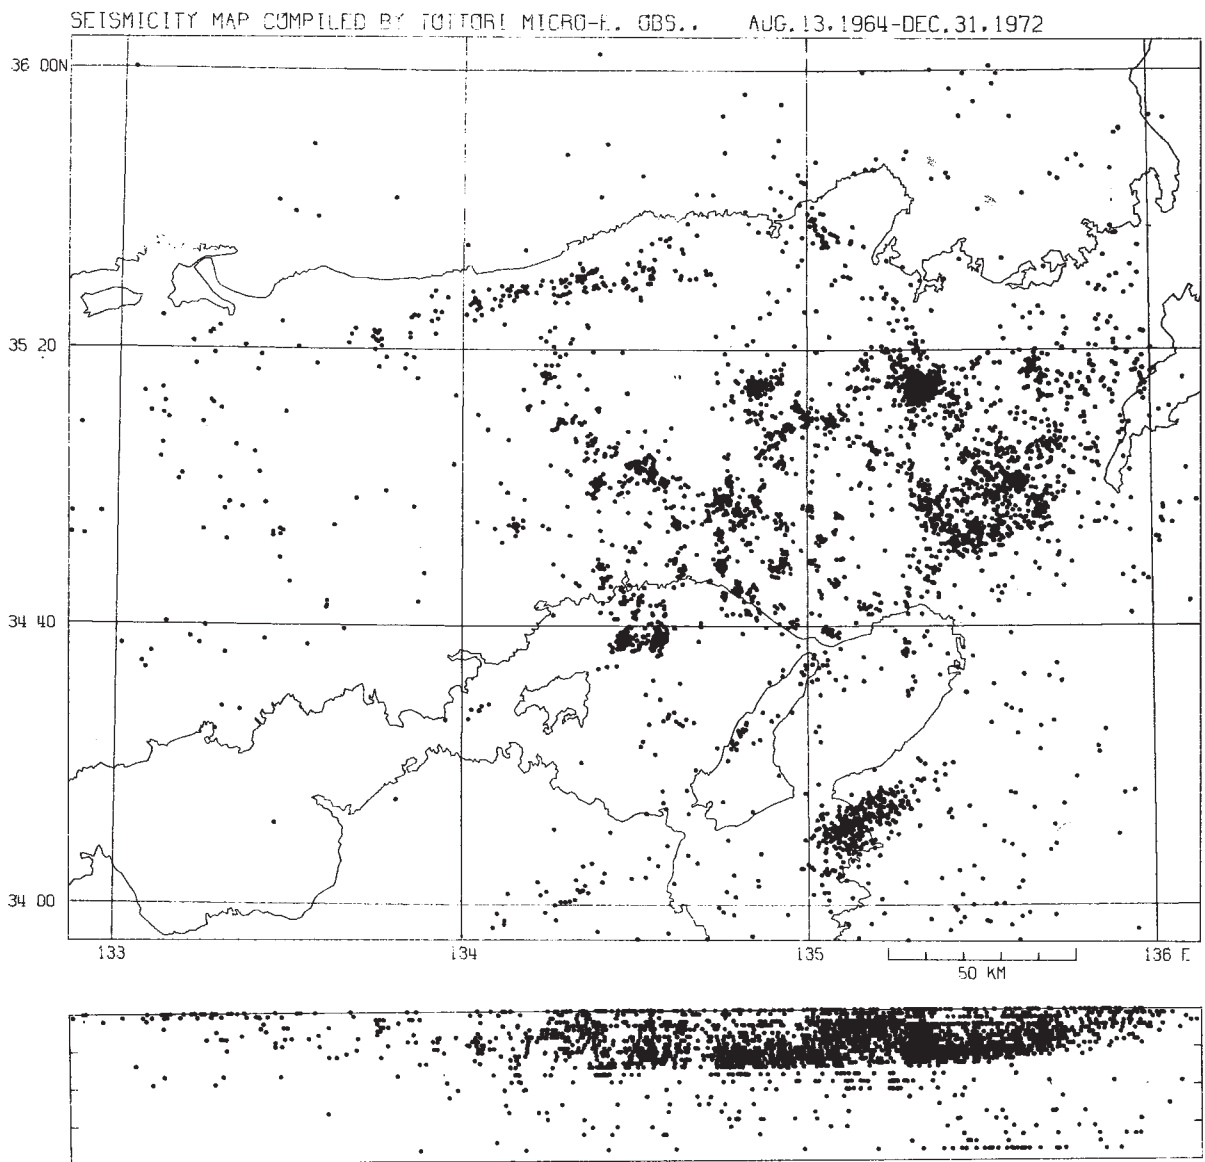 SEISMICITY MAP COMPILED BY TOTTORI MICRO-E. OBS., AUG.13,1964-DEC.31,1972
36 00N
35 20
34 40
34 00
133 134 135 136 E
50 KM